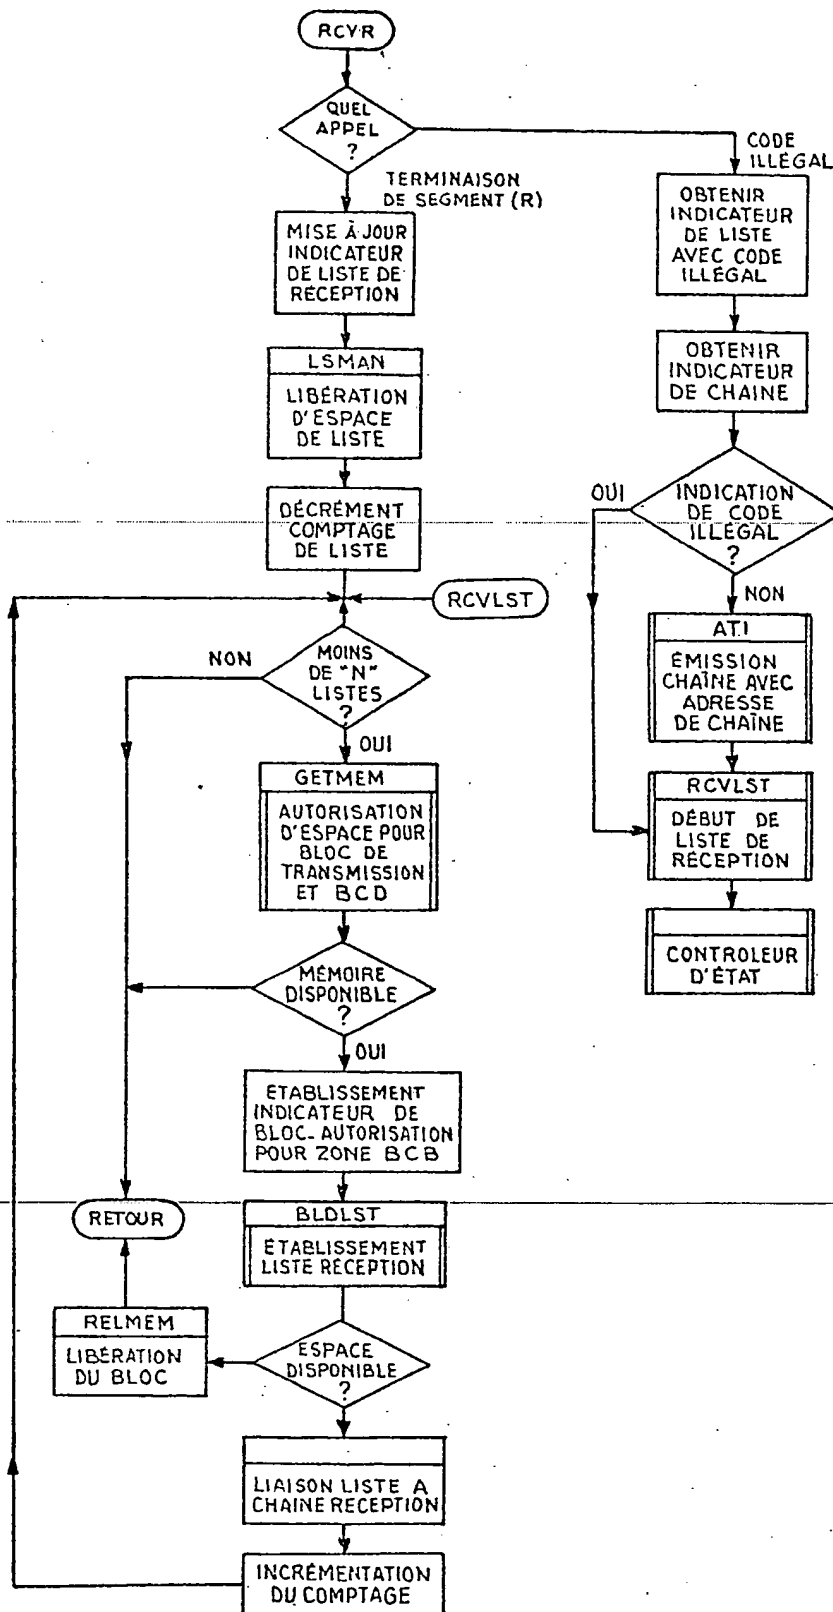 RCYR
QUEL
APPEL
?
CODE
ILLÉGAL
TERMINAISON
DE SEGMENT (R)
MISE À JOUR
INDICATEUR
DE LISTE DE
RÉCEPTION
OBTENIR
INDICATEUR
DE LISTE
AVEC CODE
ILLÉGAL
LSMAN
LIBÉRATION
D'ESPACE
DE LISTE
OBTENIR
INDICATEUR
DE CHAINE
DÉCRÉMENT
COMPTAGE
DE LISTE
OUI
INDICATION
DE CODE
ILLÉGAL
?
NON
RCVLST
NON
MOINS
DE "N"
LISTES
?
OUI
ATI
ÉMISSION
CHAÎNE AVEC
ADRESSE
DE CHAÎNE
GETMEM
AUTORISATION
D'ESPACE POUR
BLOC DE
TRANSMISSION
ET BCD
RCVLST
DÉBUT DE
LISTE DE
RÉCEPTION
CONTROLEUR
D'ÉTAT
MÉMOIRE
DISPONIBLE
?
OUI
ÉTABLISSEMENT
INDICATEUR DE
BLOC-AUTORISATION
POUR ZONE BCB
RETOUR
BLDLST
ÉTABLISSEMENT
LISTE RÉCEPTION
RELMEM
LIBÉRATION
DU BLOC
ESPACE
DISPONIBLE
?
LIAISON LISTE A
CHAINE RÉCEPTION
INCRÉMENTATION
DU COMPTAGE